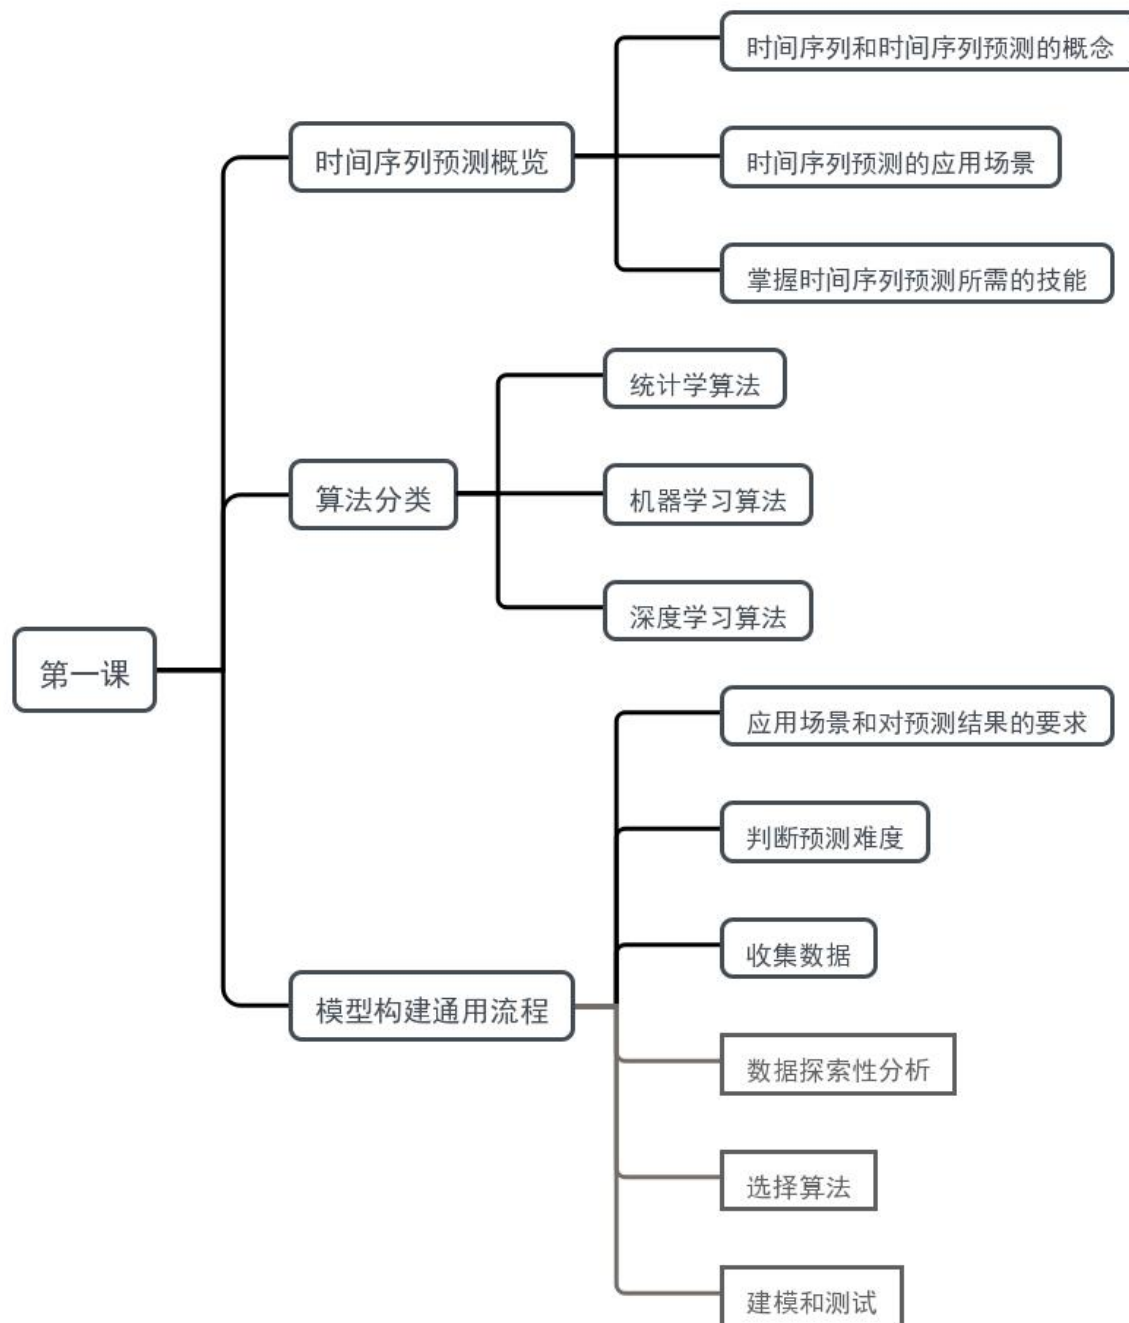 第一课
时间序列预测概览
时间序列和时间序列预测的概念
时间序列预测的应用场景
掌握时间序列预测所需的技能
算法分类
统计学算法
机器学习算法
深度学习算法
模型构建通用流程
应用场景和对预测结果的要求
判断预测难度
收集数据
数据探索性分析
选择算法
建模和测试